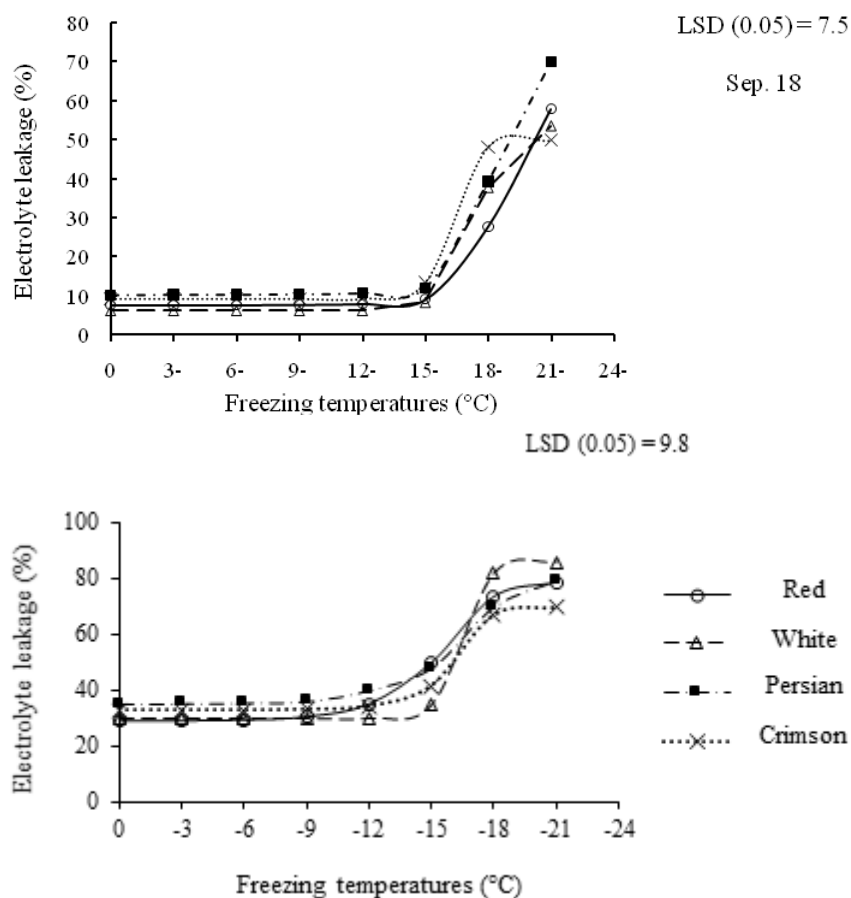 LSD (0.05) = 7.5
Sep. 18
Electrolyte leakage (%)
80
70
60
50
40
30
20
10
0
0 3- 6- 9- 12- 15- 18- 21- 24-
Freezing temperatures (°C)
LSD (0.05) = 9.8
Electrolyte leakage (%)
100
80
60
40
20
0
0 -3 -6 -9 -12 -15 -18 -21 -24
Freezing temperatures (°C)
Red
White
Persian
Crimson